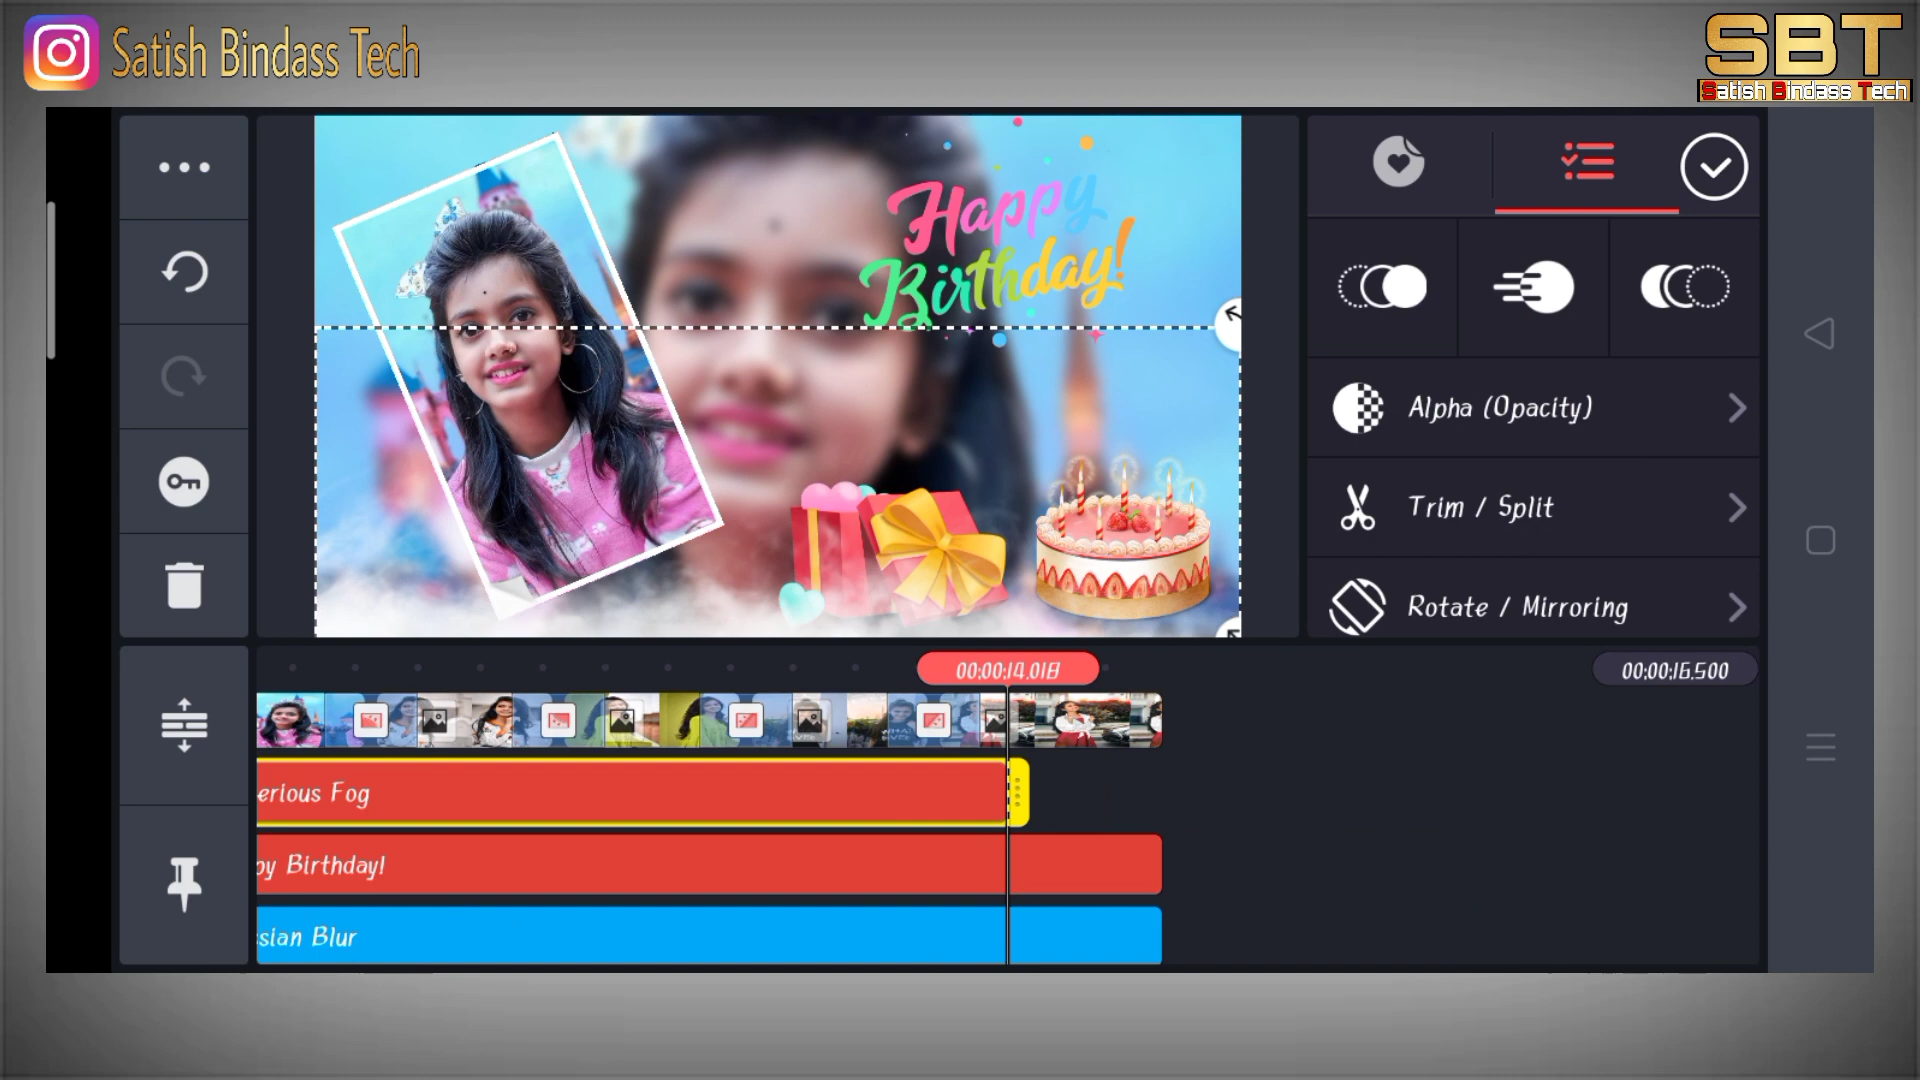 Satish Bindass Tech
SBT
Satish Bindass Tech
Happy
Birthday!
Alpha (Opacity)
Trim / Split
Rotate / Mirroring
00:00:14.018
00:00:16.500
erious Fog
py Birthday!
ssian Blur